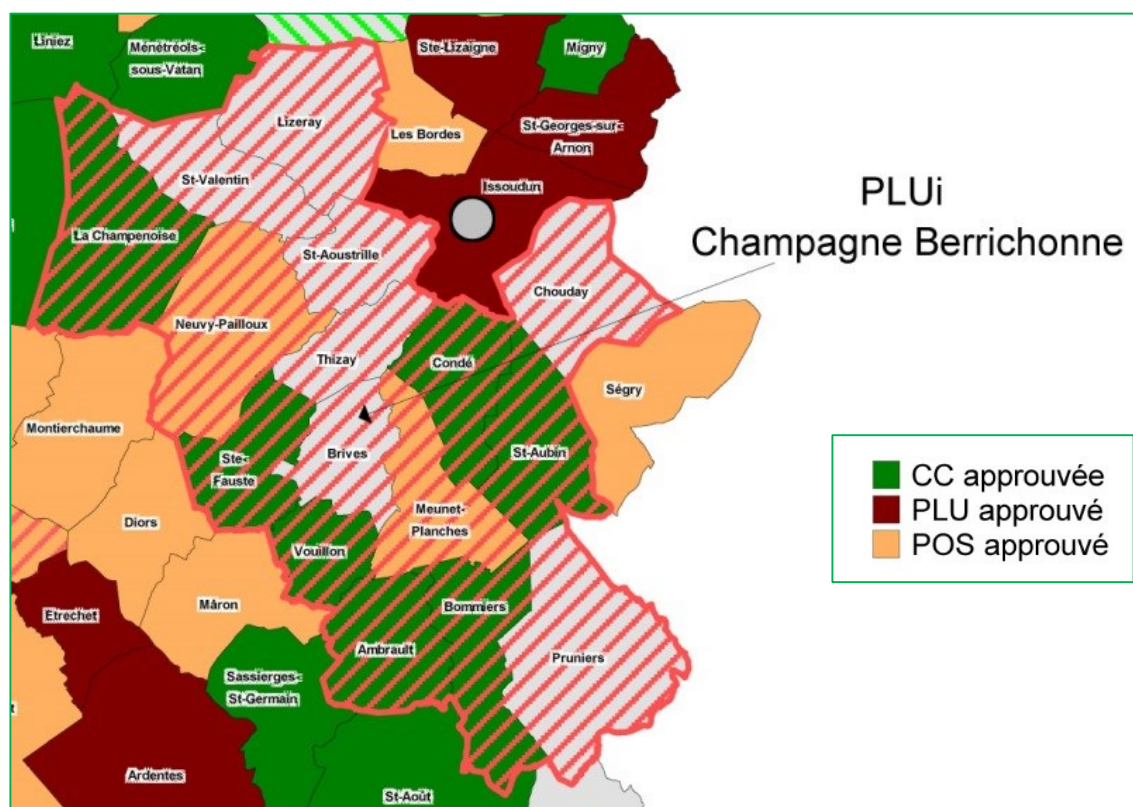 Liniez
Ménétréols-
sous-Vatan
Ste-Lizaigne
Migny
Lizeray
Les Bordes
St-Georges-sur-
Arnon
St-Valentin
Issoudun
La Champenoise
St-Aoustrille
PLUi
Champagne Berrichonne
Chouday
Neuvy-Pailloux
Thizay
Condé
Ségry
Montierchaume
Brives
St-Aubin
Ste-
Fauste
CC approuvée
PLU approuvé
POS approuvé
Meunet-
Planches
Diors
Vouillon
Etrechet
Mâron
Bommiers
Ambrault
Pruniers
Sassierges-
St-Germain
Ardentes
St-Août